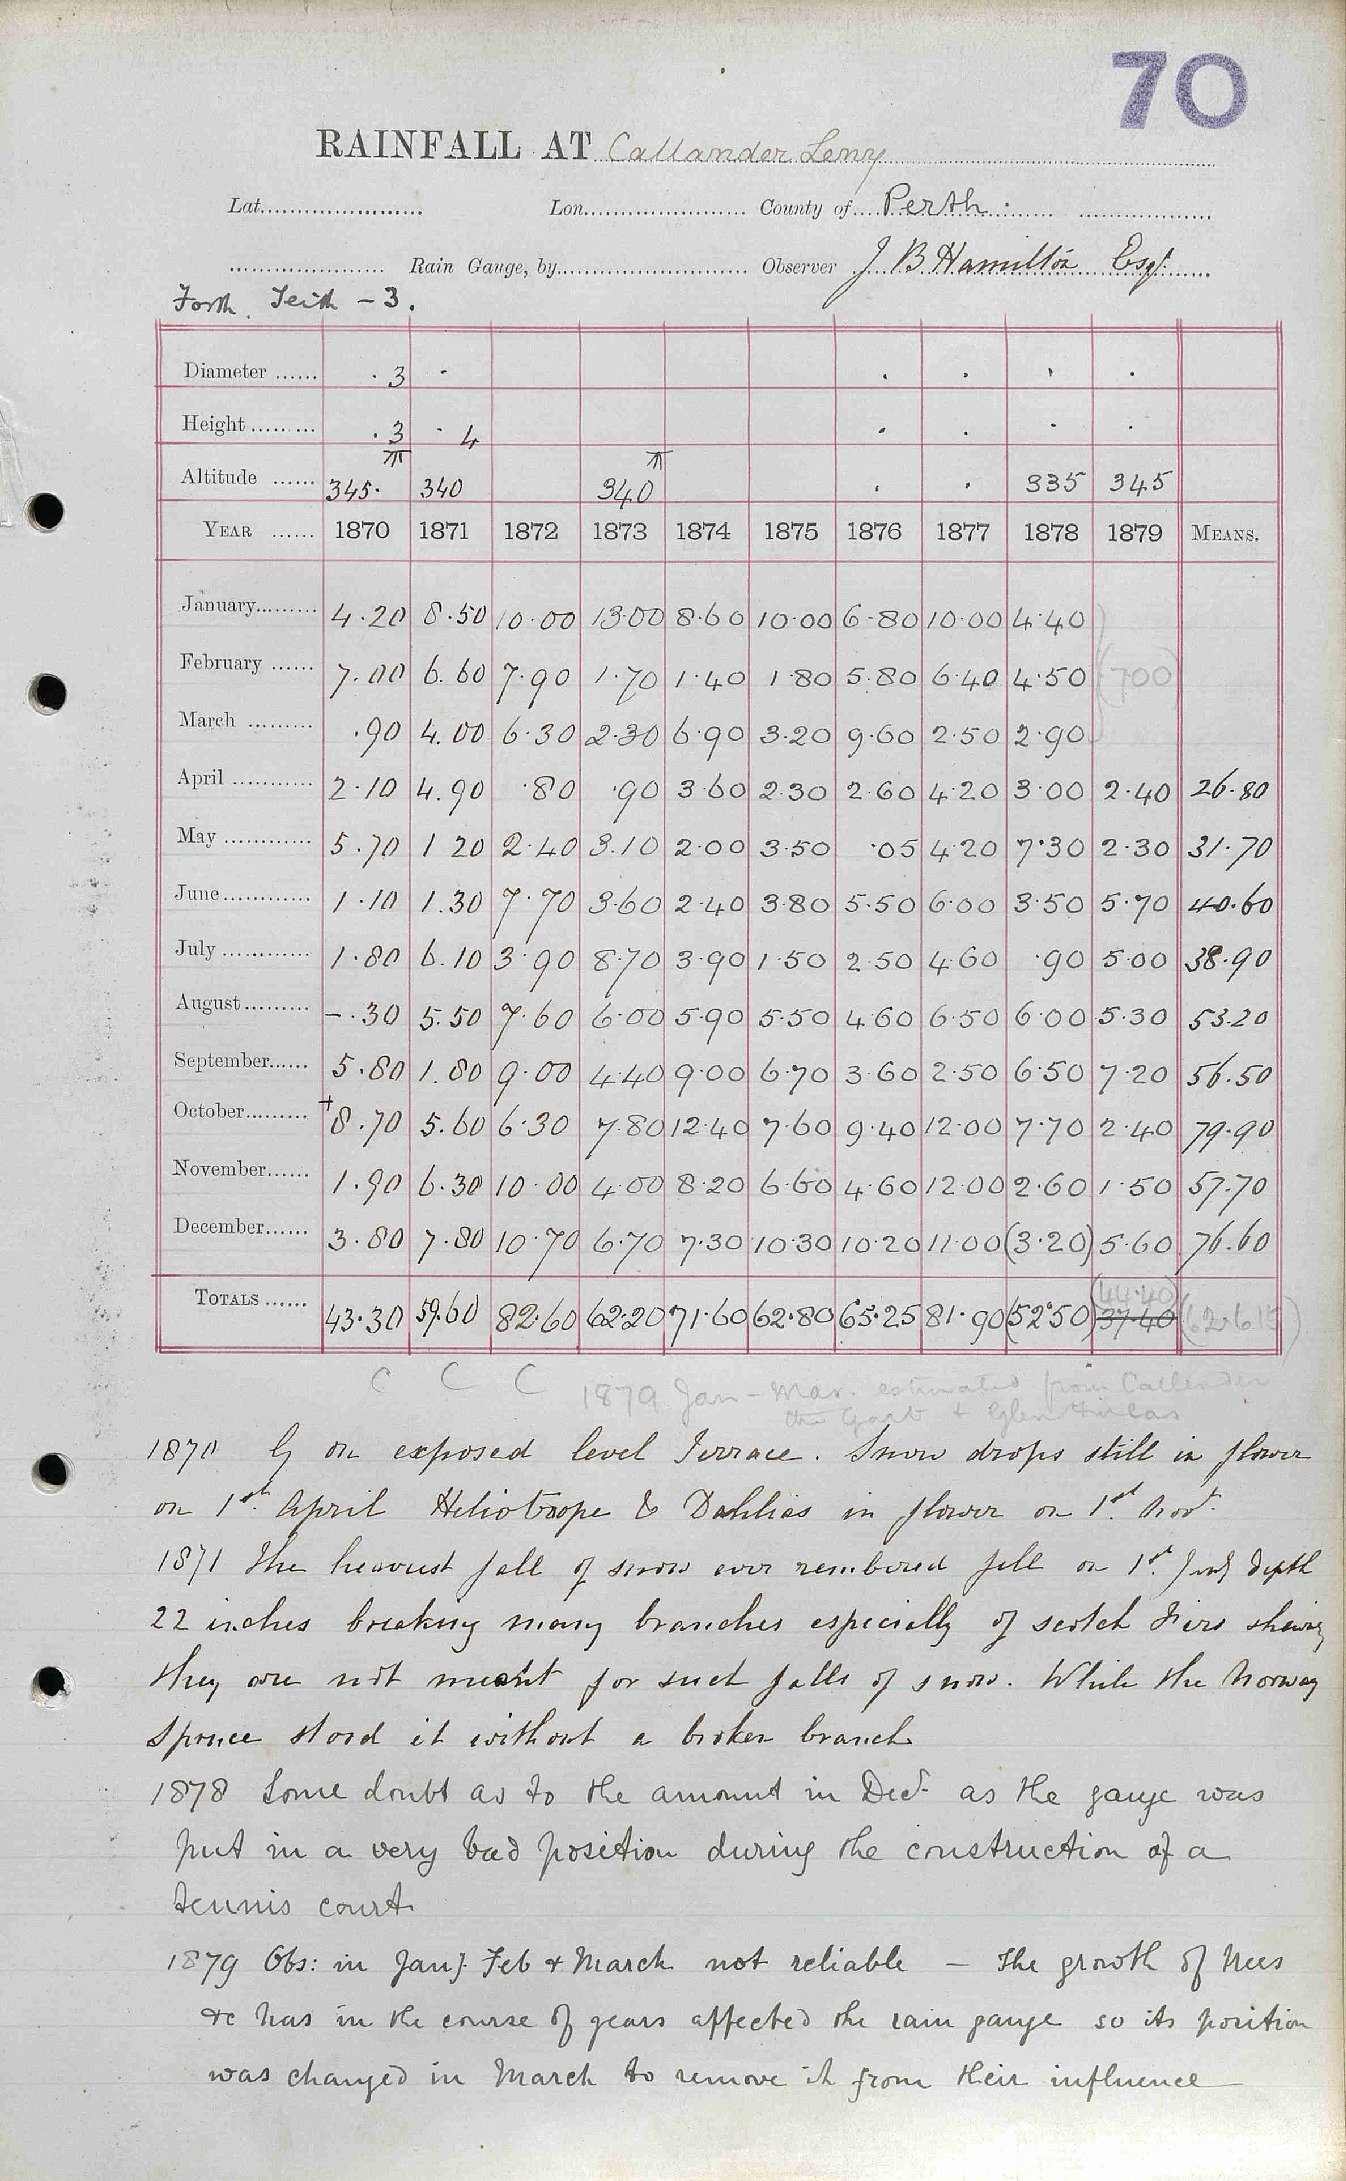 70
RAINFALL AT Callander Leny
Lat. Lon. County of Perth.
Rain Gauge, by Observer J B Hamilton Esqr.
Forth. Teith - 3.
Diameter . 3 . . . . .
Height . 3 . 4 . . . .
Altitude 345. 340 340 . . 335 345
YEAR 1870 1871 1872 1873 1874 1875 1876 1877 1878 1879 MEANS.
January 4.20 8.50 10.00 13.00 8.60 10.00 6.80 10.00 4.40
February 7.00 6.60 7.90 1.70 1.40 1.80 5.80 6.40 4.50 (700)
March .90 4.00 6.30 2.30 6.90 3.20 9.60 2.50 2.90
April 2.10 4.90 .80 .90 3.60 2.30 2.60 4.20 3.00 2.40 26.80
May 5.70 1 20 2.40 3.10 2.00 3.50 .05 4.20 7.30 2.30 31.70
June 1.10 1.30 7.70 3.60 2.40 3.80 5.50 6.00 3.50 5.70 40.60
July 1.80 6.10 3.90 8.70 3.90 1.50 2.50 4.60 .90 5.00 38.90
August -.30 5.50 7.60 6.00 5.90 5.50 4.60 6.50 6.00 5.30 53.20
September 5.80 1.80 9.00 4.40 9.00 6.70 3.60 2.50 6.50 7.20 56.50
October +8.70 5.60 6.30 7.80 12.40 7.60 9.40 12.00 7.70 2.40 79.90
November 1.90 6.30 10.00 4.00 8.20 6.60 4.60 12.00 2.60 1.50 57.70
December 3.80 7.80 10.70 6.70 7.30 10.30 10.20 11.00 (3.20) 5.60 76.60
(44.40)
TOTALS 43.30 59.60 82.60 62.20 71.60 62.80 65.25 81.90 (52.50) 37.40 (62.615)
C C C 1879 Jan - Mar. estimated from Callander
the Gart + Glen Finlas
1870 G on exposed level Terrace. Snow drops still in flower
on 1st. April Heliotrope & Dahlias in flower on 1st. Novr.
1871 The heaviest fall of snow ever rembered fell on 1st. Jany depth
22 inches breaking many branches especially of scotch Firs shewing
they are not meant for such falls of snow. While the Norway
Spruce stood it without a broken branch
1878 Some doubt as to the amount in Decr. as the gauge was
put in a very bad position during the construction of a
tennis court
1879 Obs: in Jany. Feb + March not reliable - the growth of trees
&c has in the course of years affected the rain gauge so its position
was changed in March to remove it from their influence